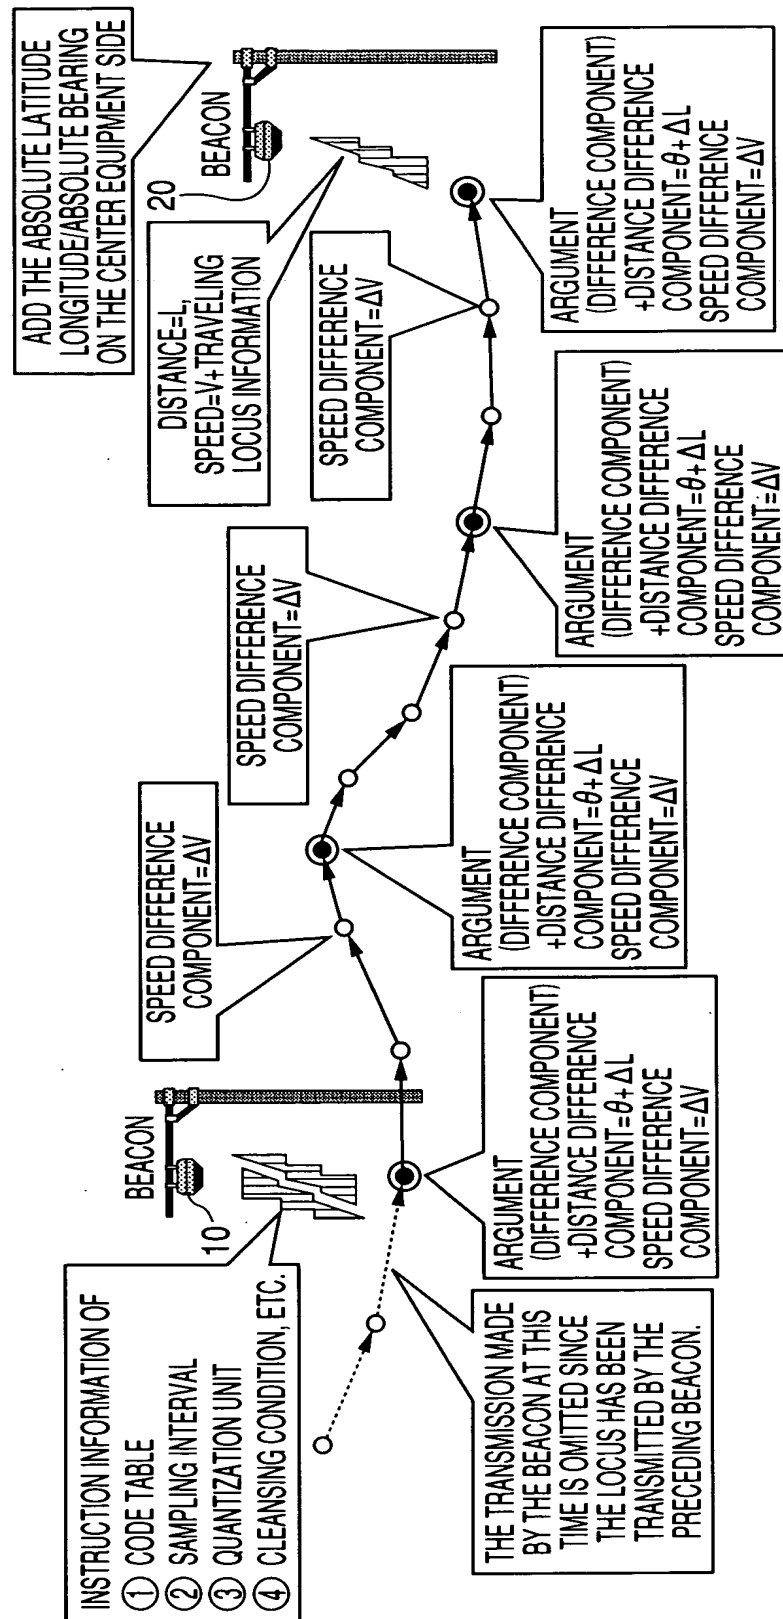 INSTRUCTION INFORMATION OF
① CODE TABLE
② SAMPLING INTERVAL
③ QUANTIZATION UNIT
④ CLEANSING CONDITION, ETC.
BEACON
10
THE TRANSMISSION MADE
BY THE BEACON AT THIS
TIME IS OMITTED SINCE
THE LOCUS HAS BEEN
TRANSMITTED BY THE
PRECEDING BEACON.
ARGUMENT
(DIFFERENCE COMPONENT)
+DISTANCE DIFFERENCE
COMPONENT=θ+ΔL
SPEED DIFFERENCE
COMPONENT=ΔV
SPEED DIFFERENCE
COMPONENT=ΔV
ARGUMENT
(DIFFERENCE COMPONENT)
+DISTANCE DIFFERENCE
COMPONENT=θ+ΔL
SPEED DIFFERENCE
COMPONENT=ΔV
SPEED DIFFERENCE
COMPONENT=ΔV
ARGUMENT
(DIFFERENCE COMPONENT)
+DISTANCE DIFFERENCE
COMPONENT=θ+ΔL
SPEED DIFFERENCE
COMPONENT=ΔV
SPEED DIFFERENCE
COMPONENT=ΔV
DISTANCE=L,
SPEED=V+TRAVELING
LOCUS INFORMATION
ADD THE ABSOLUTE LATITUDE
LONGITUDE/ABSOLUTE BEARING
ON THE CENTER EQUIPMENT SIDE
20
BEACON
ARGUMENT
(DIFFERENCE COMPONENT)
+DISTANCE DIFFERENCE
COMPONENT=θ+ΔL
SPEED DIFFERENCE
COMPONENT=ΔV